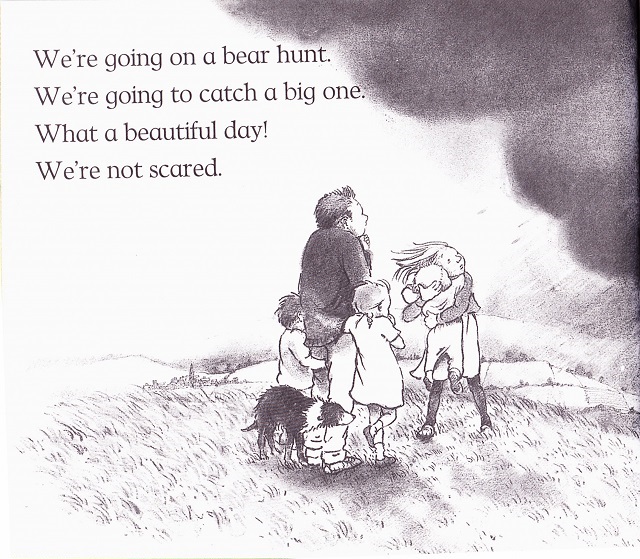 We're going on a bear hunt.
We're going to catch a big one.
What a beautiful day!
We're not scared.